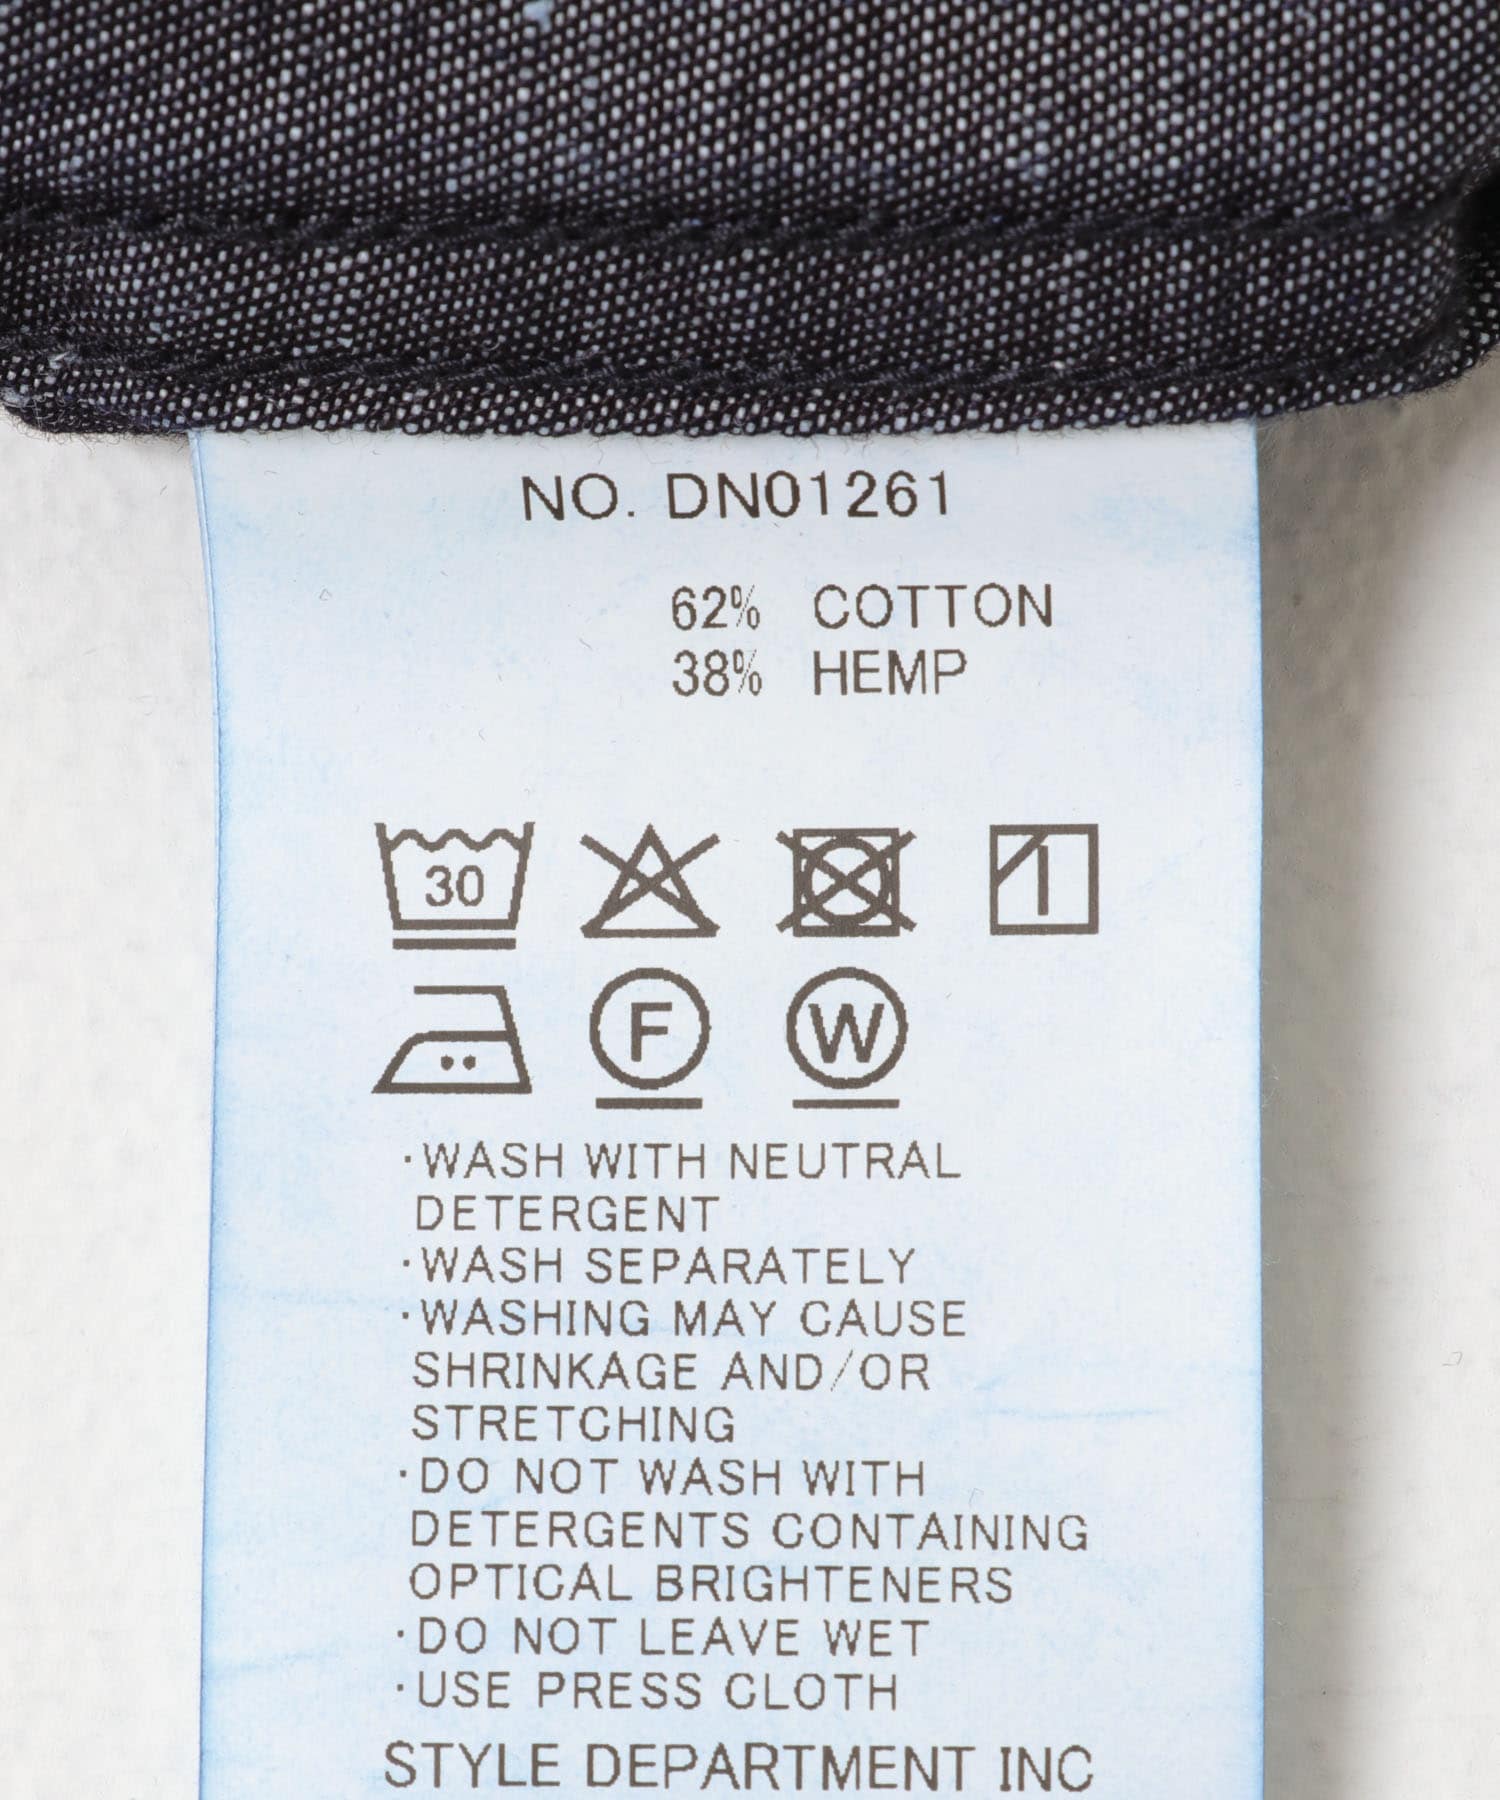 NO. DN01261
62% COTTON
38% HEMP
30
F W
·WASH WITH NEUTRAL
DETERGENT
·WASH SEPARATELY
·WASHING MAY CAUSE
SHRINKAGE AND/OR
STRETCHING
·DO NOT WASH WITH
DETERGENTS CONTAINING
OPTICAL BRIGHTENERS
·DO NOT LEAVE WET
·USE PRESS CLOTH
STYLE DEPARTMENT INC